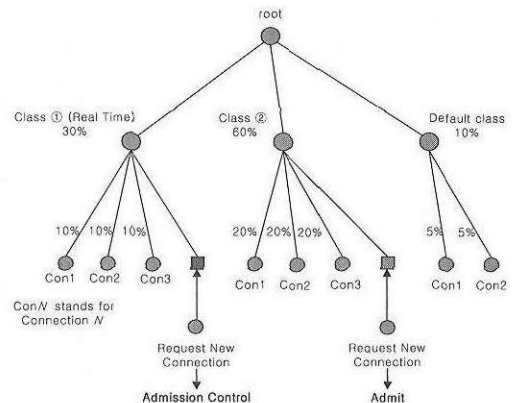 root
Class ① (Real Time)
30%
Class ②
60%
Default class
10%
10% 10% 10%
20% 20% 20%
5% 5%
Con1 Con2 Con3
Con1 Con2 Con3
Con1 Con2
ConN stands for
Connection N
Request New
Connection
Request New
Connection
Admission Control
Admit